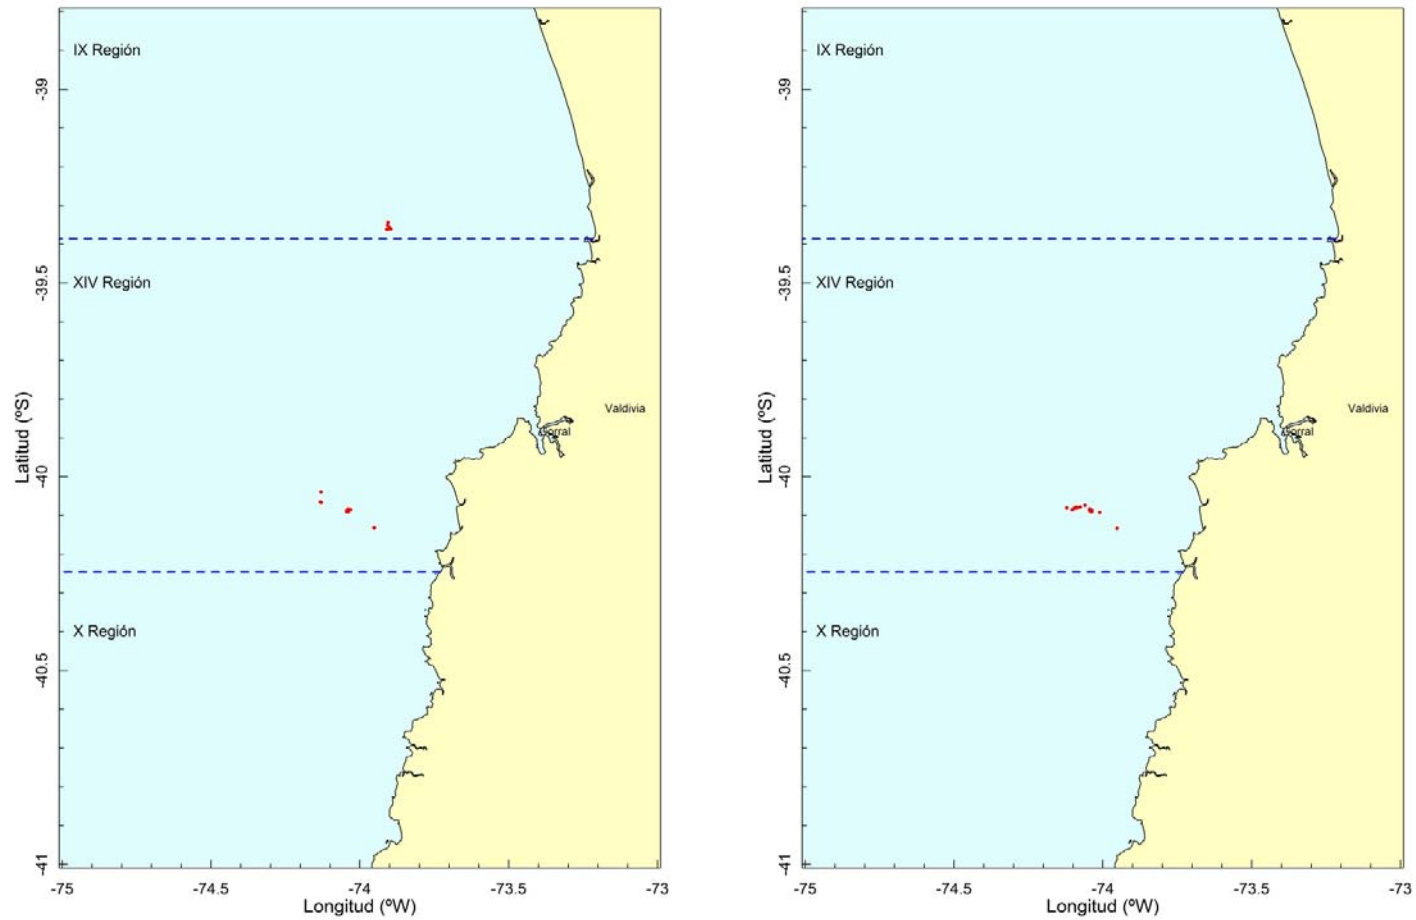 IX Región
-39
XIV Región
-39.5
Valdivia
Corral
Latitud (ºS)
-40
X Región
-40.5
-41
-75
-74.5
-74
-73.5
-73
Longitud (ºW)
IX Región
-39
XIV Región
-39.5
Valdivia
Corral
Latitud (ºS)
-40
X Región
-40.5
-41
-75
-74.5
-74
-73.5
-73
Longitud (ºW)